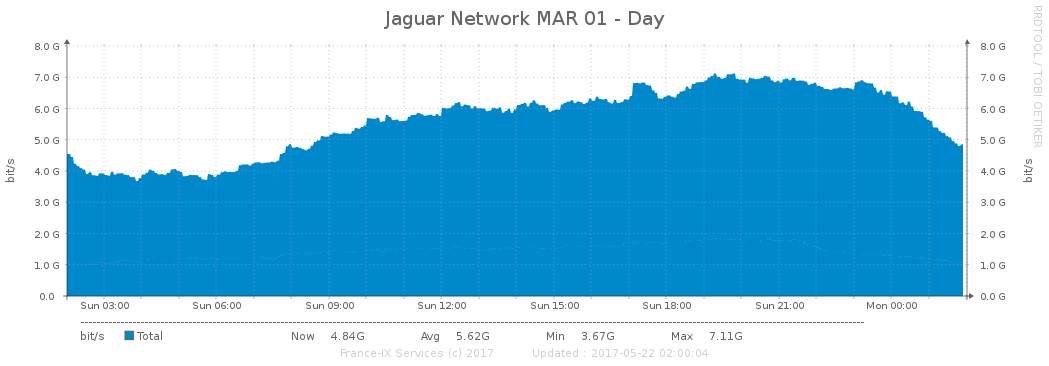 Jaguar Network MAR 01 - Day
RRDTOOL / TOBI OETIKER
8.0 G 8.0 G
7.0 G 7.0 G
6.0 G 6.0 G
5.0 G 5.0 G
4.0 G 4.0 G
3.0 G 3.0 G
2.0 G 2.0 G
1.0 G 1.0 G
0.0 0.0 G
bit/s
bit/s
Sun 03:00 Sun 06:00 Sun 09:00 Sun 12:00 Sun 15:00 Sun 18:00 Sun 21:00 Mon 00:00
bit/s Total Now 4.84G Avg 5.62G Min 3.67G Max 7.11G
France-IX Services (c) 2017 Updated : 2017-05-22 02:00:04